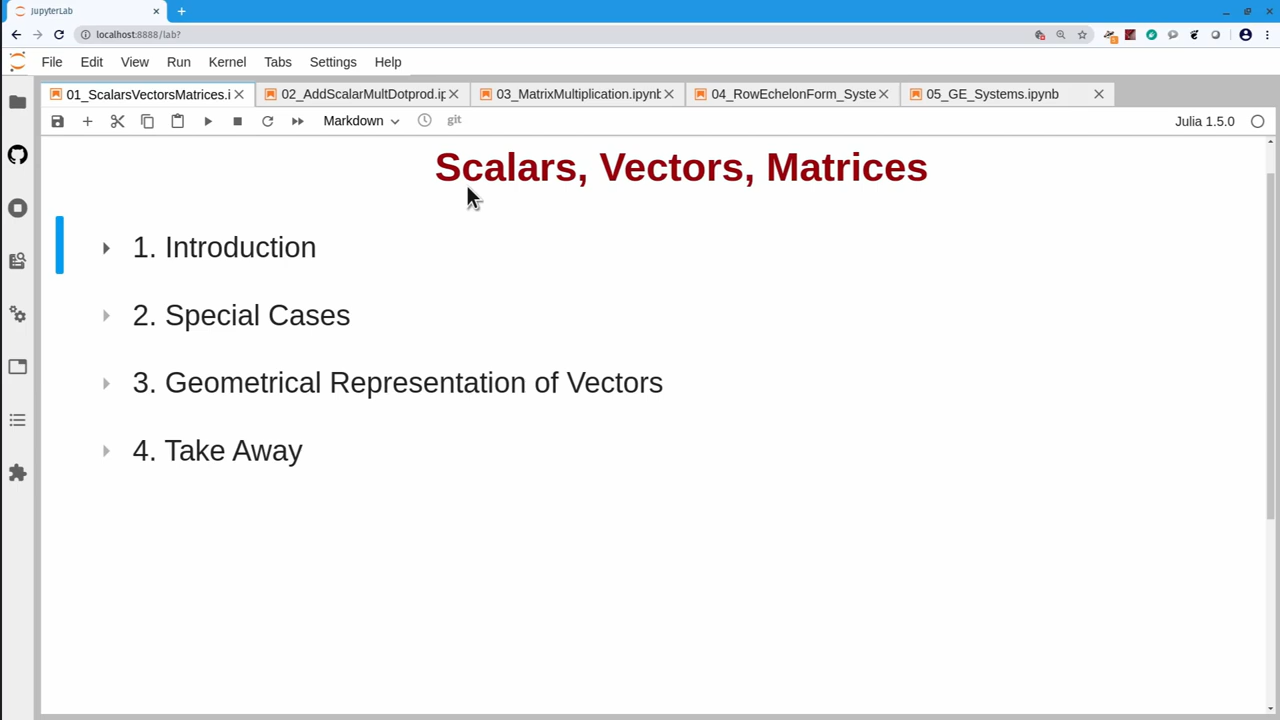 JupyterLab
localhost:8888/lab?
File Edit View Run Kernel Tabs Settings Help
01_ScalarsVectorsMatrices.i 02_AddScalarMultDotprod.ip 03_MatrixMultiplication.ipynb 04_RowEchelonForm_Syste 05_GE_Systems.ipynb
Markdown git Julia 1.5.0
Scalars, Vectors, Matrices
1. Introduction
2. Special Cases
3. Geometrical Representation of Vectors
4. Take Away